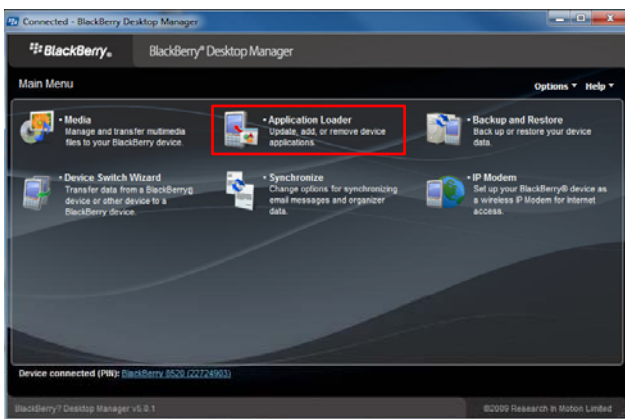 Connected - BlackBerry Desktop Manager
BlackBerry® BlackBerry® Desktop Manager
Main Menu
Options Help
Media
Manage and transfer multimedia
files to your BlackBerry device.
Application Loader
Update, add, or remove device
applications.
Backup and Restore
Back up or restore your device
data.
Device Switch
Wizard
Transfer data from a BlackBerry®
device or other device to a
BlackBerry device.
Synchronize
Change options for synchronizing
email messages and organizer
data.
IP Modem
Set up your BlackBerry® device as
a wireless IP Modem for Internet
access.
Device connected (PIN): BlackBerry 8520 (22724903)
BlackBerry? Desktop Manager v5.0.1
©2009 Research In Motion Limited